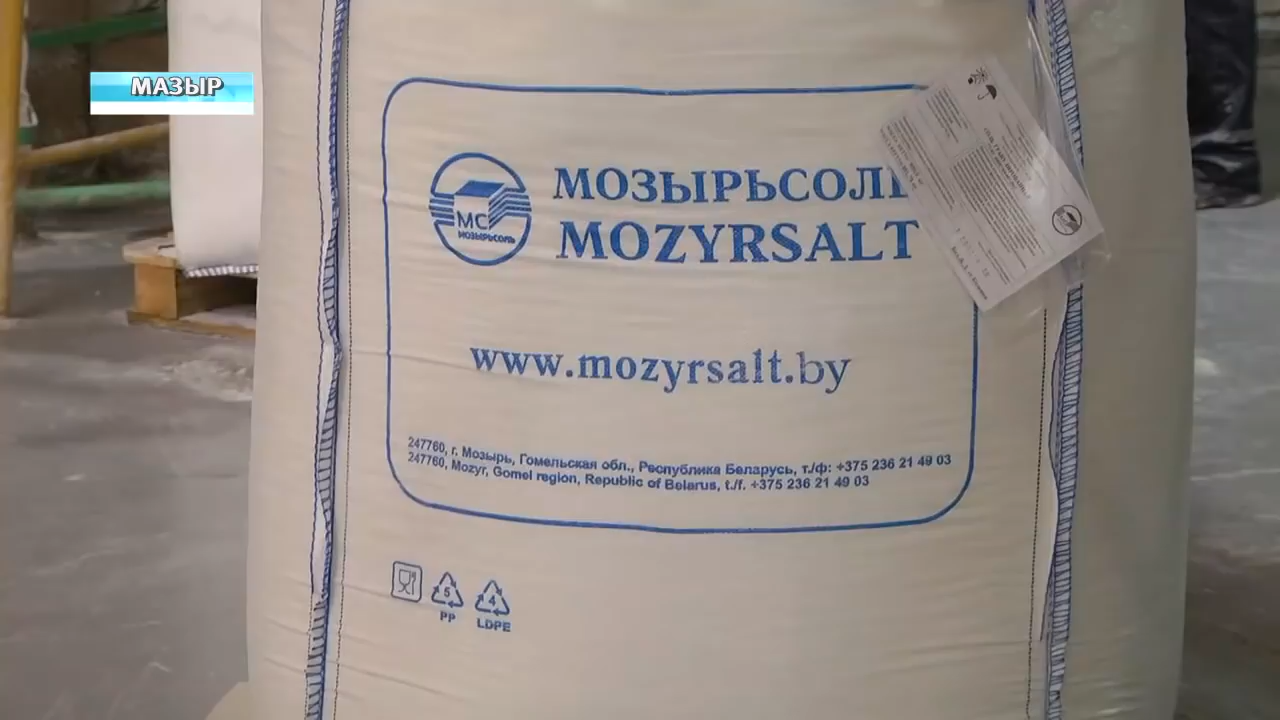 МАЗЫР
МОЗЫРЬСОЛЬ
MOZYRSALT
МС
МОЗЫРЬСОЛЬ
www.mozyrsalt.by
247760, г. Мозырь, Гомельская обл., Республика Беларусь, т./ф: +375 236 21 49 03
247760, Mozyr, Gomel region, Republic of Belarus, t./f. +375 236 21 49 03
5
PP
4
LDPE